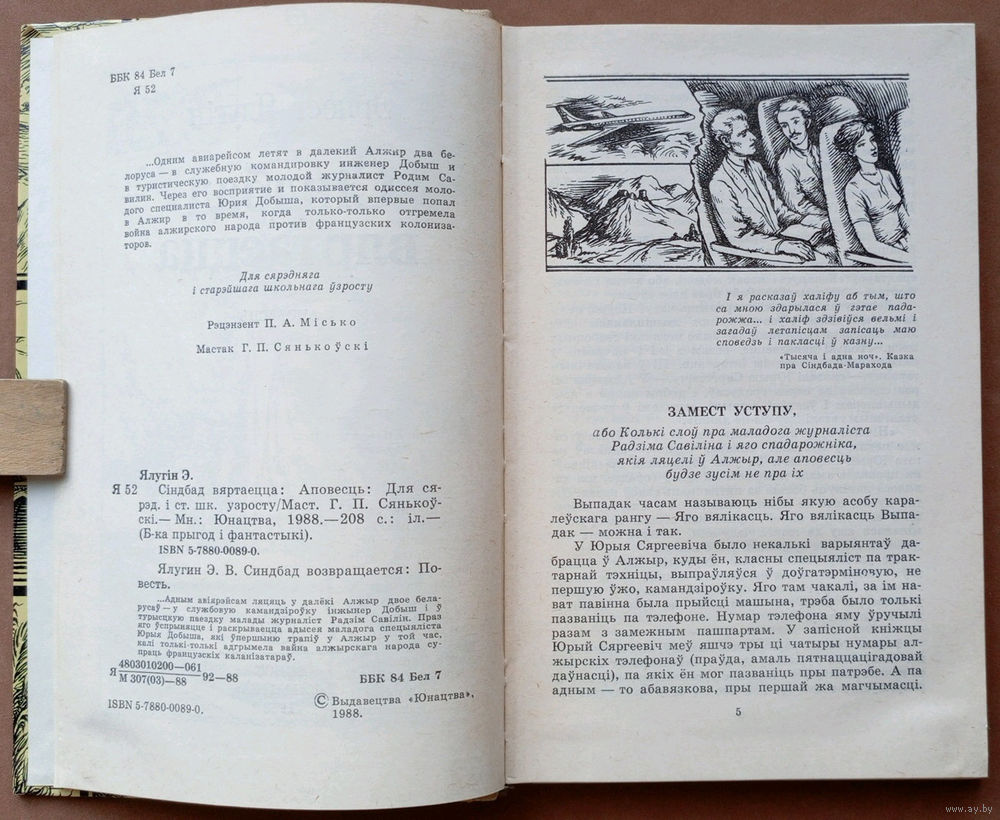 ББК 84 Бел 7
Я 52
...Одним авиарейсом летят в далекий Алжир два бе-
лоруса — в служебную командировку инженер Добыш и
в туристическую поездку молодой журналист Родим Са-
вилин. Через его восприятие и показывается одиссея моло-
дого специалиста Юрия Добыша, который впервые попал
в Алжир в то время, когда только-только отгремела
война алжирского народа против французских колониза-
торов.
Для сярэдняга
і старэйшага школьнага ўзросту
Рэцэнзент П. А. Місько
Мастак Г. П. Сянькоўскі
Ялугін Э.
Я 52 Сіндбад вяртаецца: Аповесць: Для ся-
рэд. і ст. шк. узросту/Маст. Г. П. Сянькоў-
скі.— Мн.: Юнацтва, 1988.—208 с.: іл.—
(Б-ка прыгод і фантастыкі).
ISBN 5-7880-0089-0.
Ялугин Э. В. Синдбад возвращается: По-
весть.
...Адным авіярэйсам ляцяць у далёкі Алжыр двое бела-
русаў — у службовую камандзіроўку інжынер Добыш і ў
турысцкую паездку малады журналіст Радзім Савілін. Праз
яго ўспрыняцце і раскрываецца адысея маладога спецыяліста
Юрыя Добыша, які ўпершыню трапіў у Алжыр у той час,
калі толькі-толькі адгрымела вайна алжырскага народа су-
праць французскіх каланізатараў.
Я 4803010200—061
М 307(03)—88 92—88
ББК 84 Бел 7
ISBN 5-7880-0089-0.
© Выдавецтва «Юнацтва»,
1988.
І я расказаў халіфу аб тым, што
са мною здарылася ў гэтае пада-
рожжа... і халіф здзівіўся вельмі і
загадаў летапісцам запісаць маю
споведзь і пакласці ў казну...
«Тысяча і адна ноч». Казка
пра Сіндбада-Марахода
ЗАМЕСТ УСТУПУ,
або Колькі слоў пра маладога журналіста
Радзіма Савіліна і яго спадарожніка,
якія ляцелі ў Алжыр, але аповесць
будзе зусім не пра іх
Выпадак часам называюць нібы якую асобу кара-
леўскага рангу — Яго вялікасць. Яго вялікасць Выпа-
дак — можна і так.
У Юрыя Сяргеевіча было некалькі варыянтаў да-
брацца ў Алжыр, куды ён, класны спецыяліст па трак-
тарнай тэхніцы, выпраўляўся ў доўгатэрміновую, не
першую ўжо, камандзіроўку. Яго там чакалі, за ім на-
ват павінна была прыйсці машына, трэба было толькі
пазваніць па тэлефоне. Нумар тэлефона яму ўручылі
разам з замежным пашпартам. У запісной кніжцы
Юрый Сяргеевіч меў яшчэ тры ці чатыры нумары ал-
жырскіх тэлефонаў (праўда, амаль пятнаццацігадовай
даўнасці), па якіх ён мог пазваніць пры патрэбе. А па
адным — то абавязкова, пры першай жа магчымасці.
5
www.ay.by